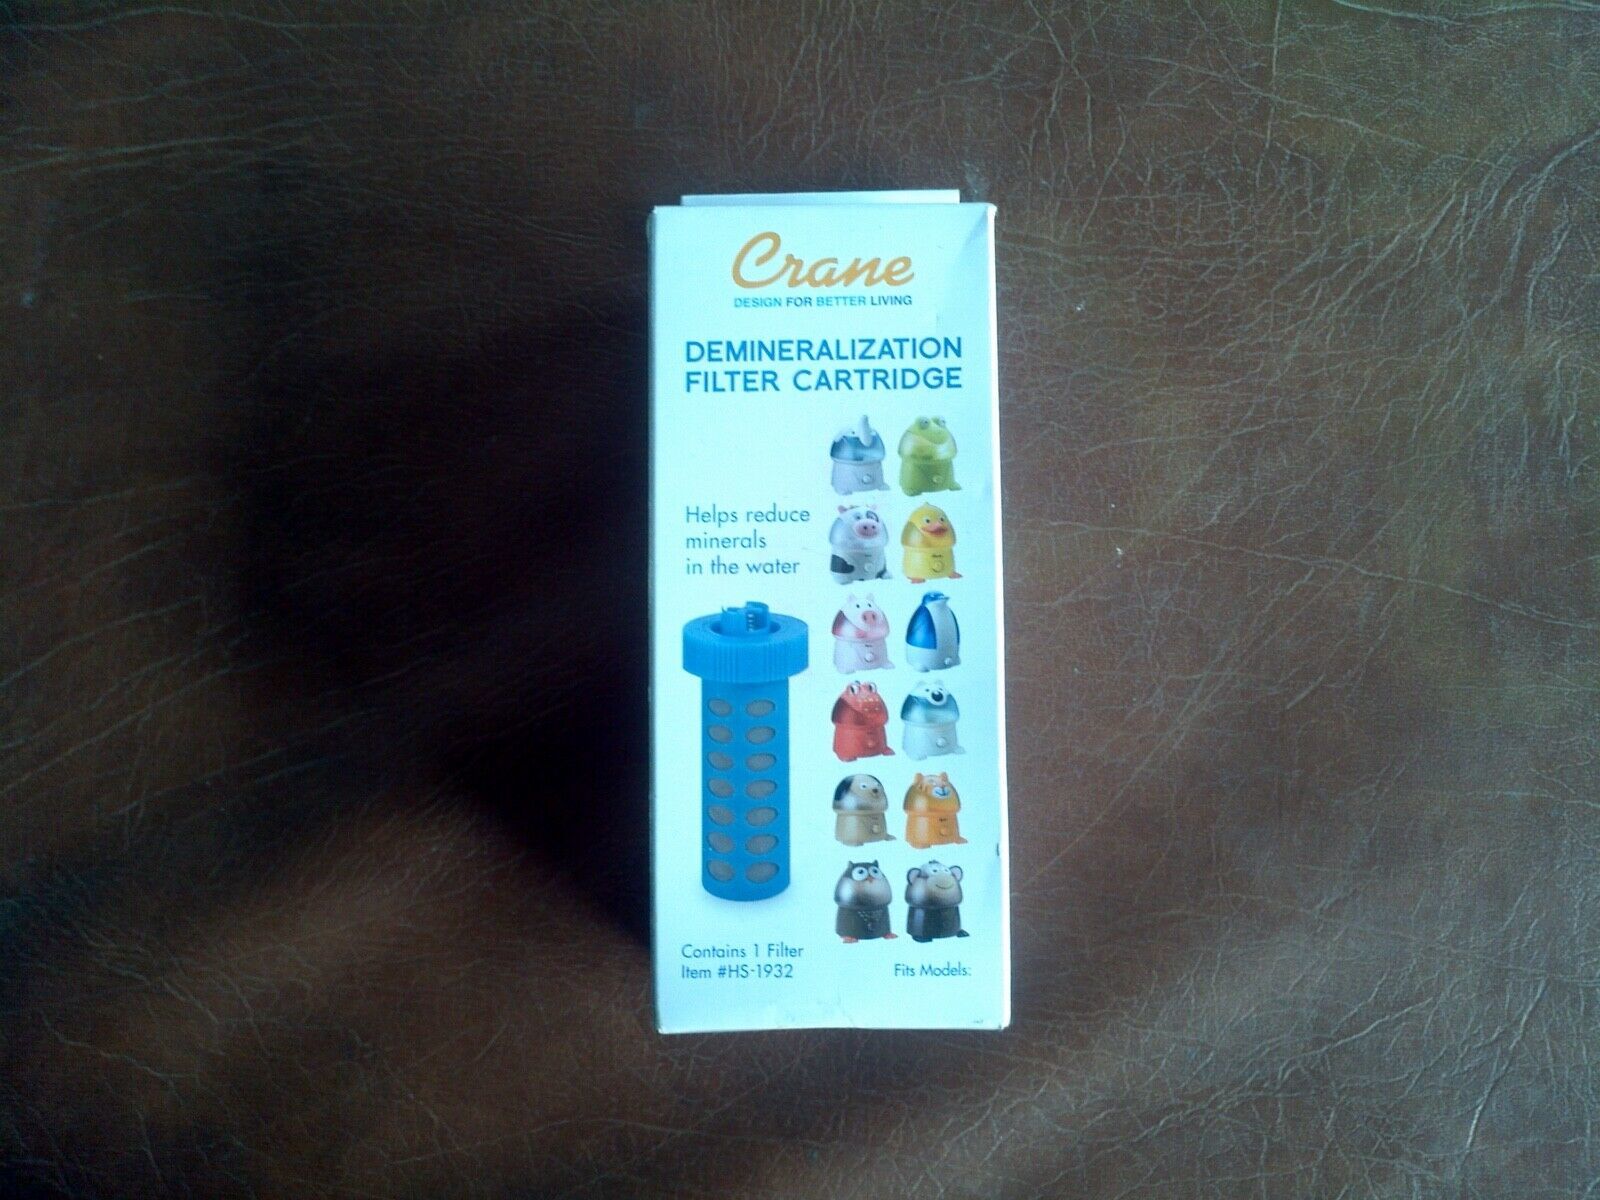 Crane
DESIGN FOR BETTER LIVING
DEMINERALIZATION
FILTER CARTRIDGE
Helps reduce
minerals
in the water
Contains 1 Filter
Item #HS-1932
Fits Models: